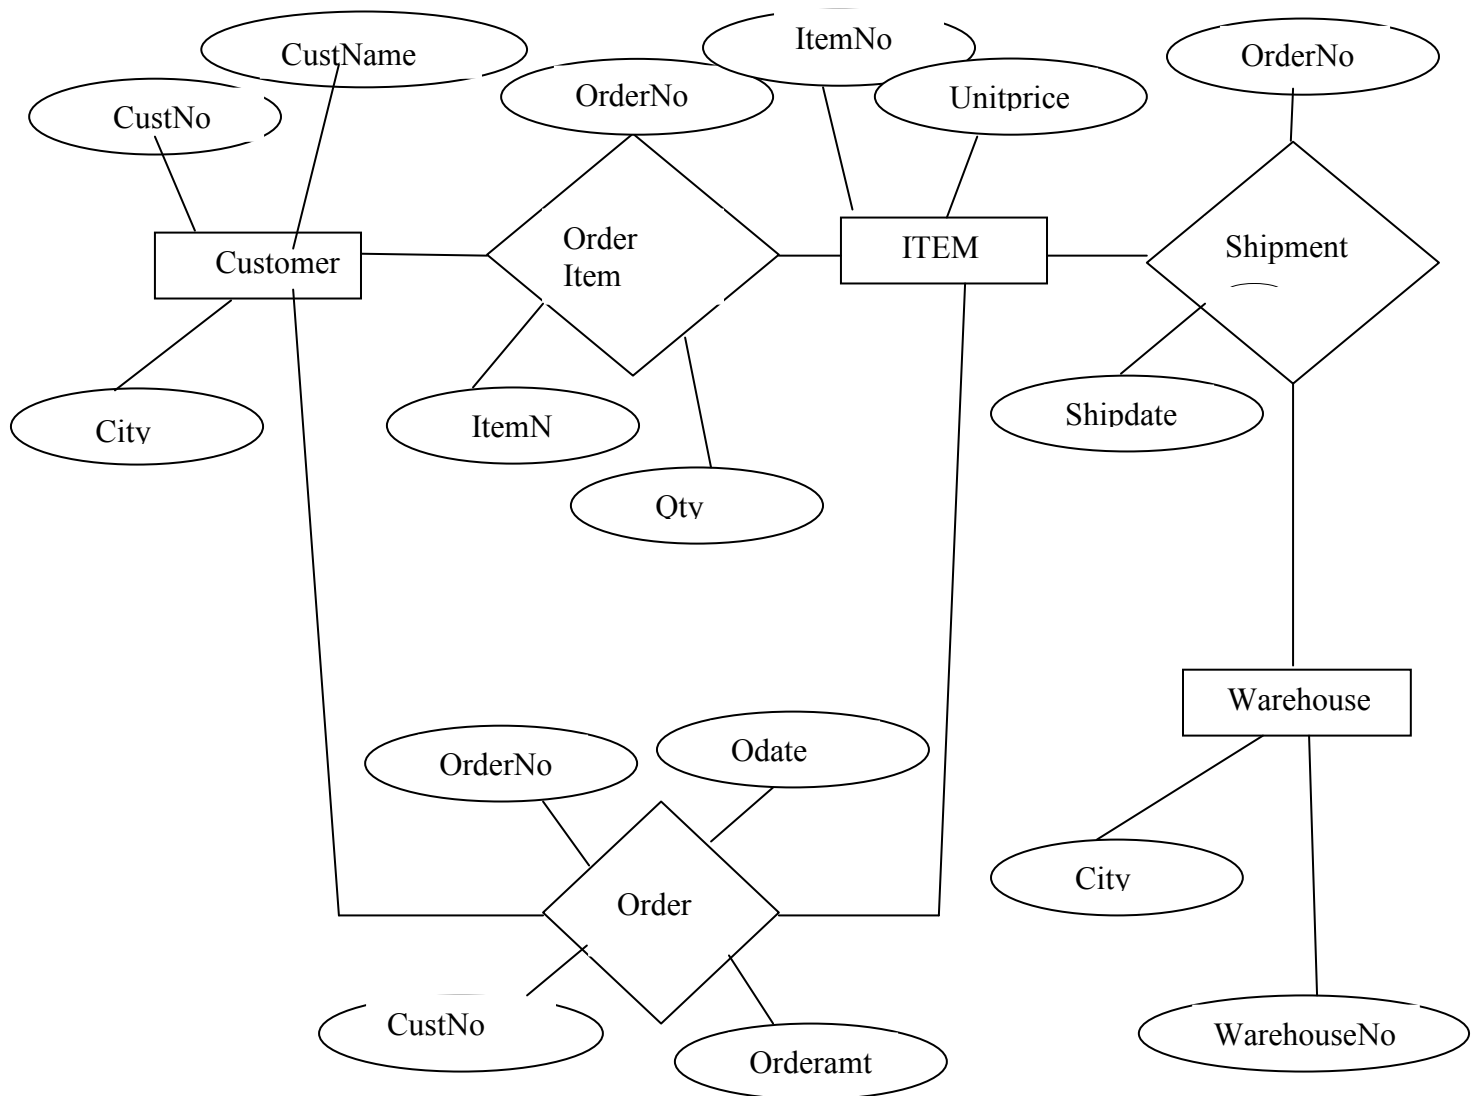 CustName
ItemNo
OrderNo
CustNo
OrderNo
Unitprice
Customer
Order
Item
ITEM
Shipment
City
ItemN
Shipdate
Qty
Warehouse
OrderNo
Odate
City
Order
CustNo
Orderamt
WarehouseNo